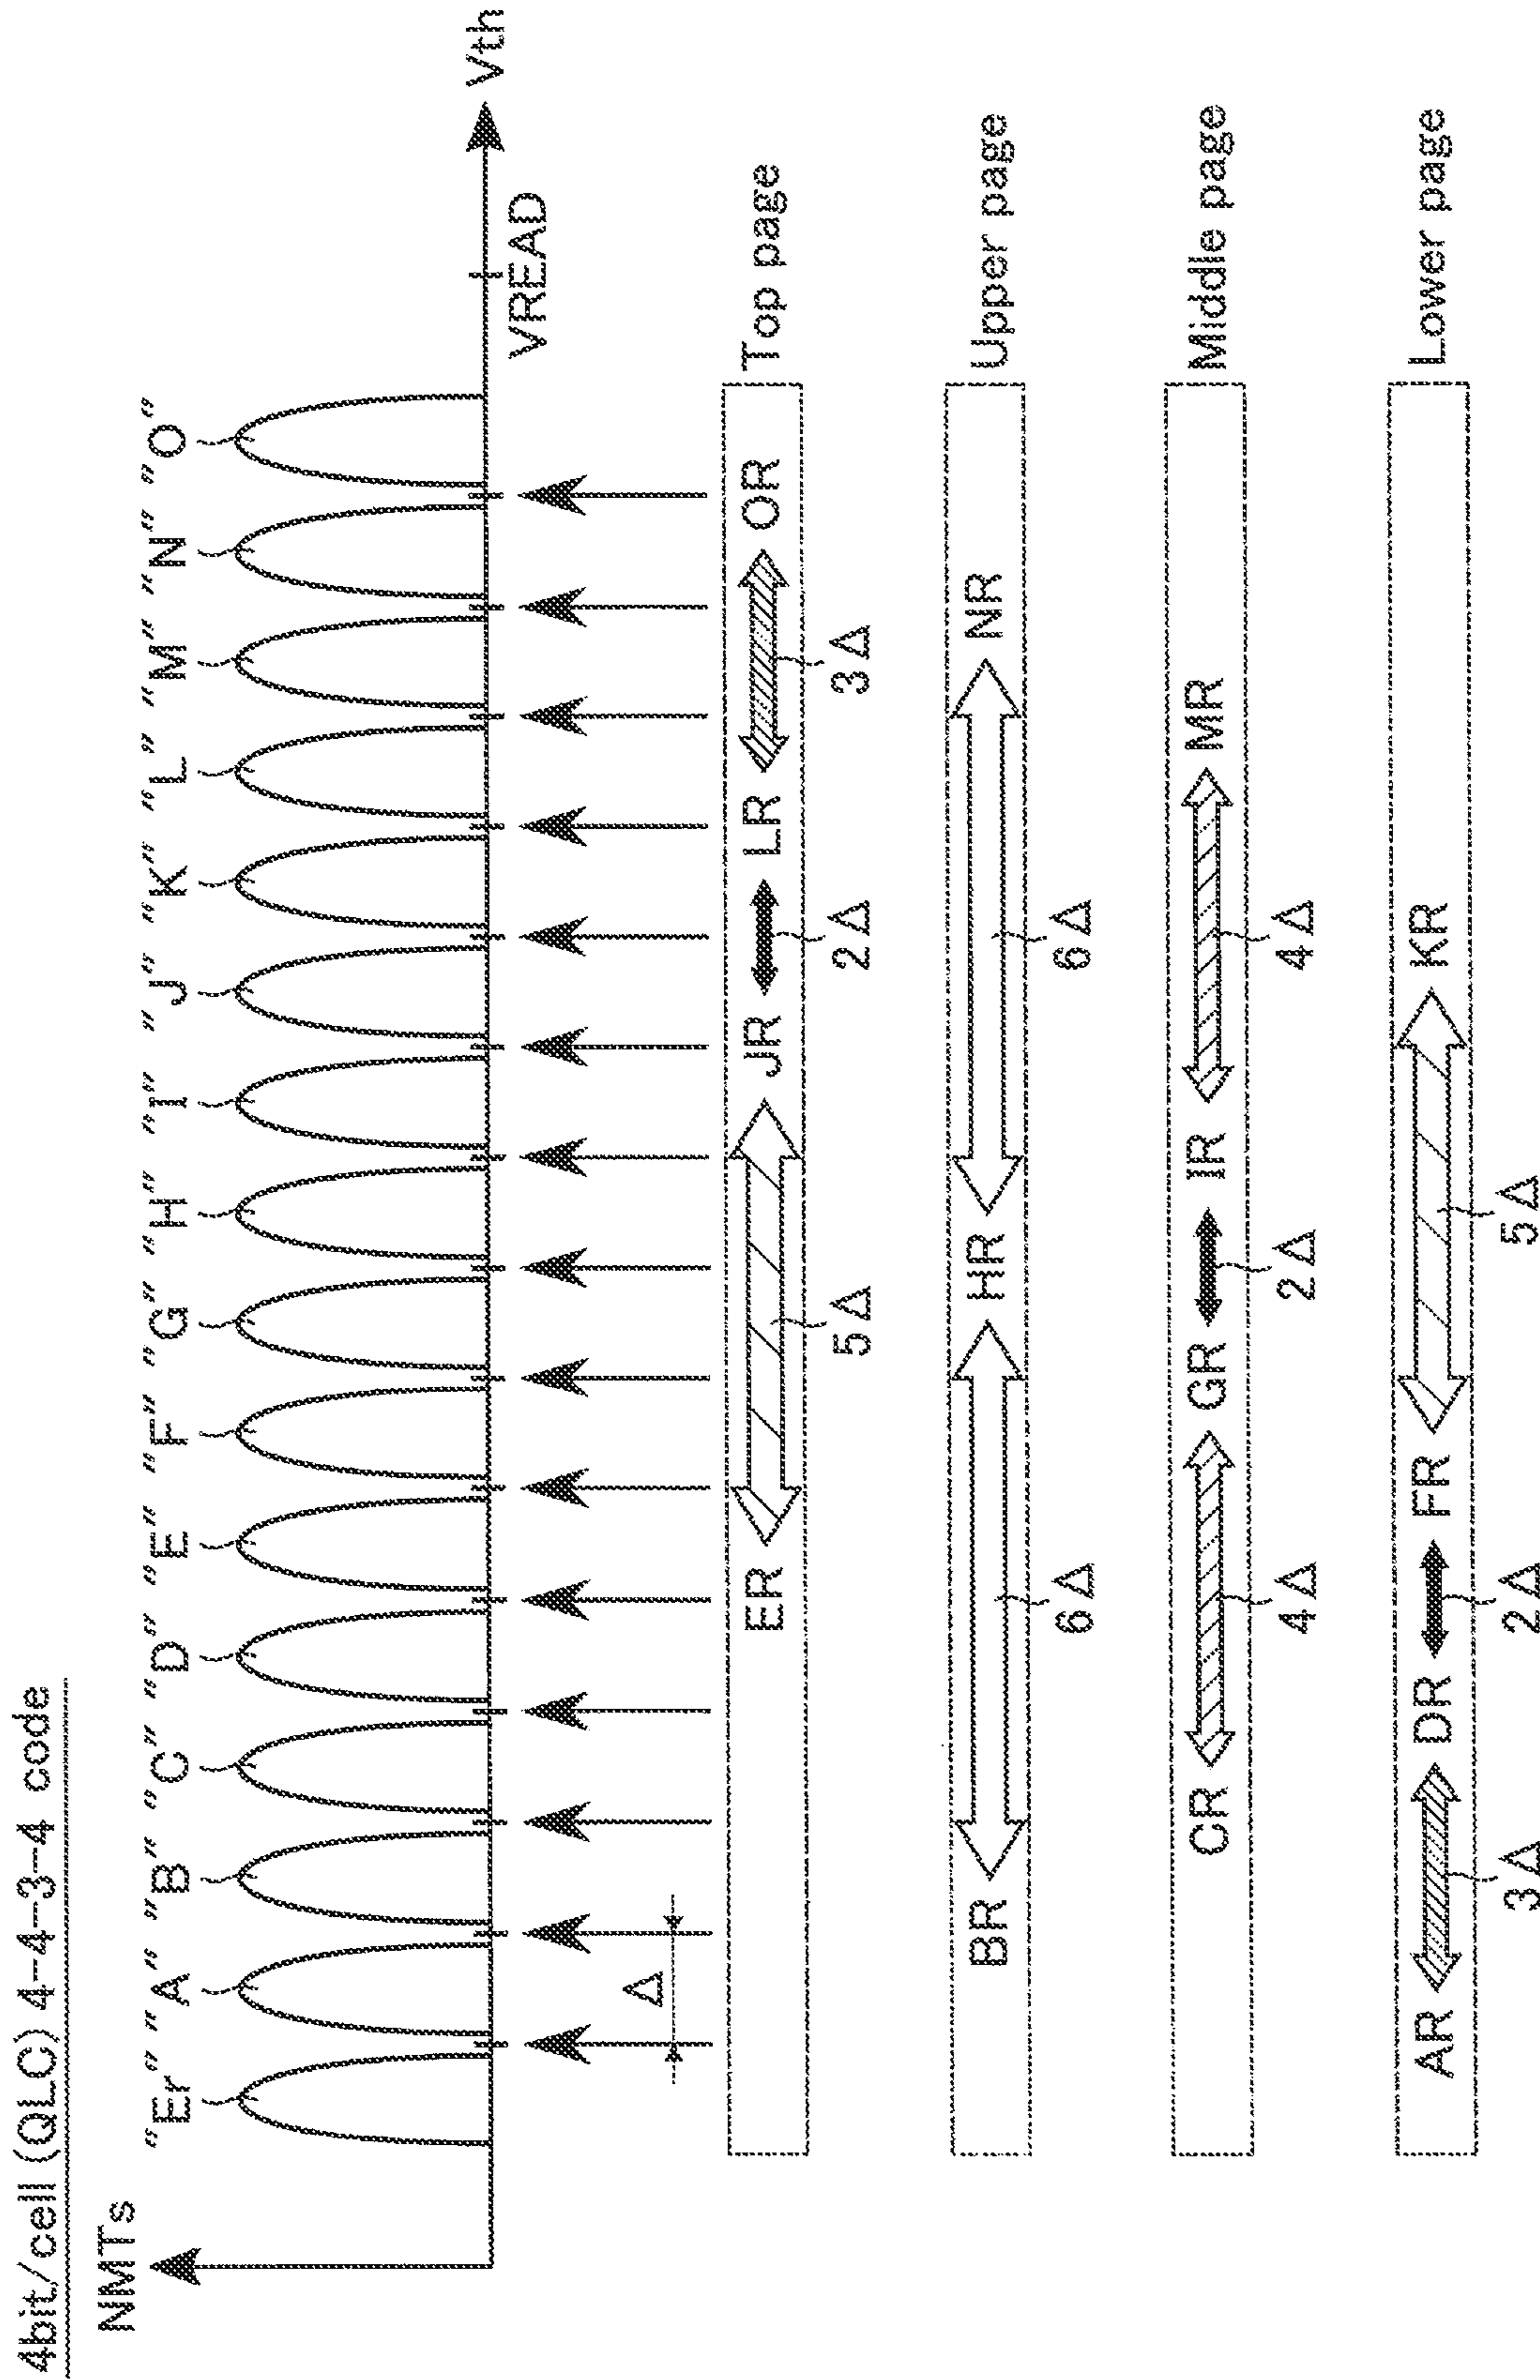 4bit/cell (QLC) 4-4-3-4 code
NMTs
"Er" "A" "B" "C" "D" "E" "F" "G" "H" "I" "J" "K" "L" "M" "N" "O"
Vth
VREAD
Δ
ER JR LR OR Top page
5Δ 2Δ 3Δ
BR HR NR Upper page
6Δ 6Δ
CR GR IR MR Middle page
4Δ 2Δ 4Δ
AR DR FR KR Lower page
3Δ 2Δ 5Δ